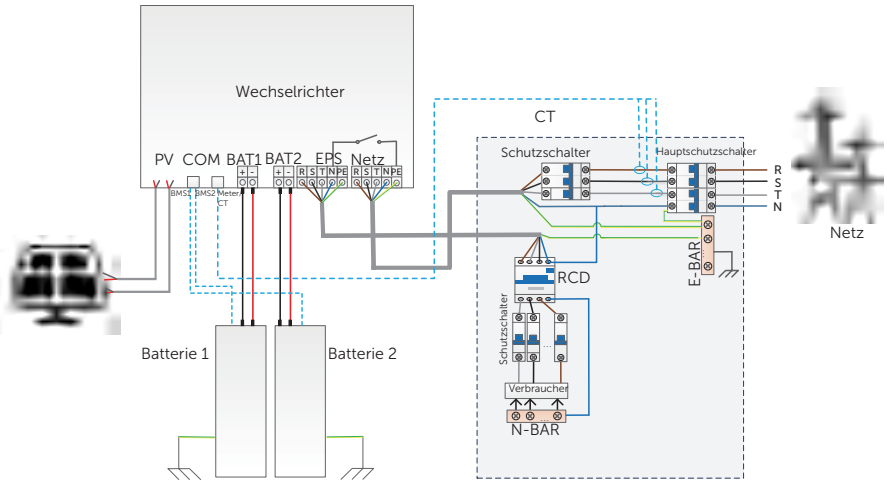 Wechselrichter
CT
PV COM BAT1 BAT2 EPS Netz
+ - + - R S T N PE R S T N PE
BMS1 BMS2 Meter/
CT
Schutzschalter
Hauptschutzschalter
R
S
T
N
Netz
E-BAR
RCD
Schutzschalter
...
Verbraucher
...
N-BAR
Batterie 1
Batterie 2